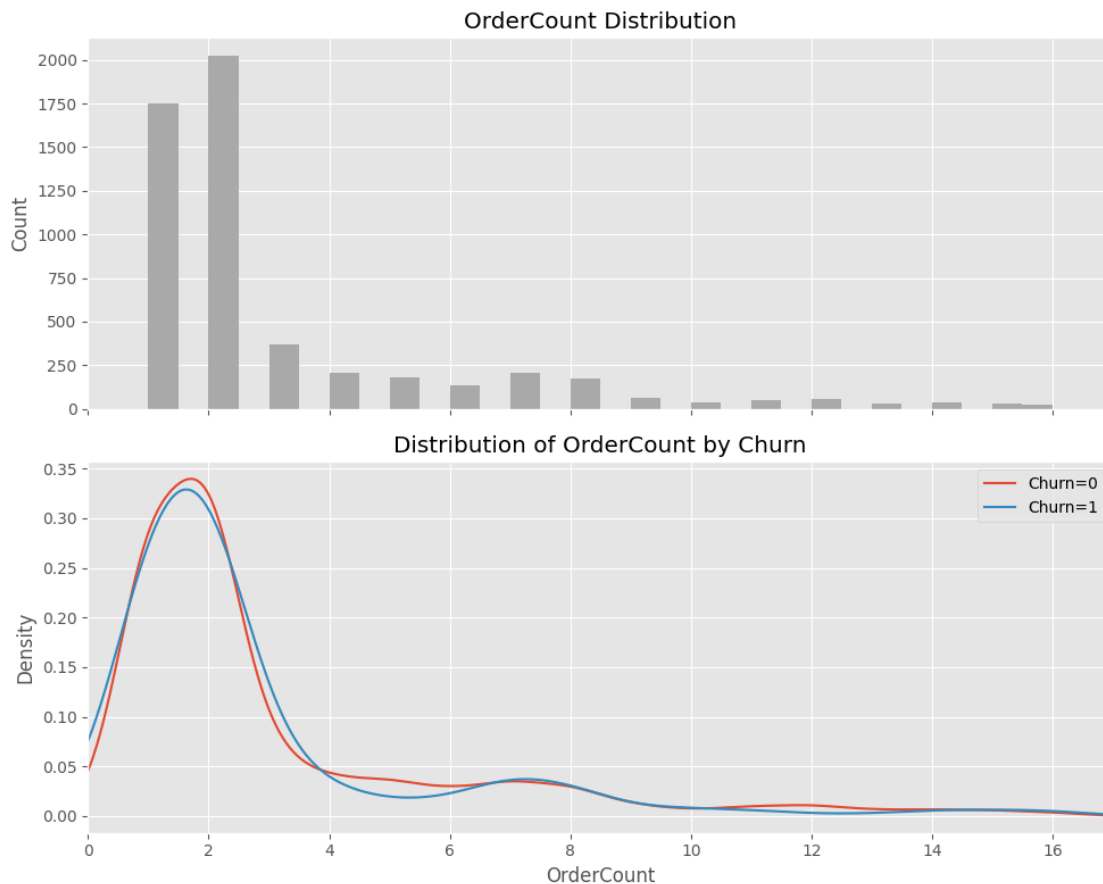 OrderCount Distribution
2000
1750
1500
1250
1000
750
500
250
0
Count
Distribution of OrderCount by Churn
0.35
0.30
0.25
0.20
0.15
0.10
0.05
0.00
Density
Churn=0
Churn=1
0 2 4 6 8 10 12 14 16
OrderCount